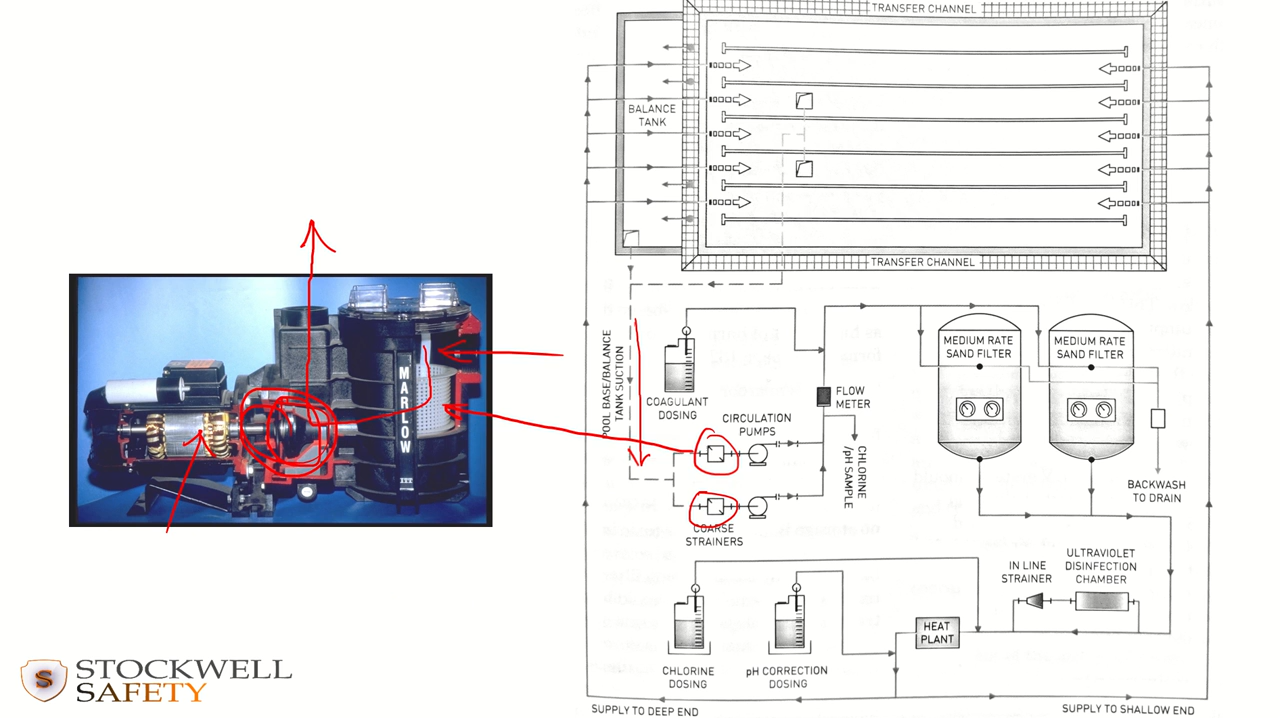 TRANSFER CHANNEL
BALANCE
TANK
TRANSFER CHANNEL
POOL BASE/BALANCE
TANK SUCTION
COAGULANT
DOSING
FLOW
METER
CIRCULATION
PUMPS
CHLORINE
/pH SAMPLE
COARSE
STRAINERS
MEDIUM RATE
SAND FILTER
MEDIUM RATE
SAND FILTER
BACKWASH
TO DRAIN
IN LINE
STRAINER
ULTRAVIOLET
DISINFECTION
CHAMBER
HEAT
PLANT
CHLORINE
DOSING
pH CORRECTION
DOSING
SUPPLY TO DEEP END
SUPPLY TO SHALLOW END
MARLOW
III
S
STOCKWELL
SAFETY